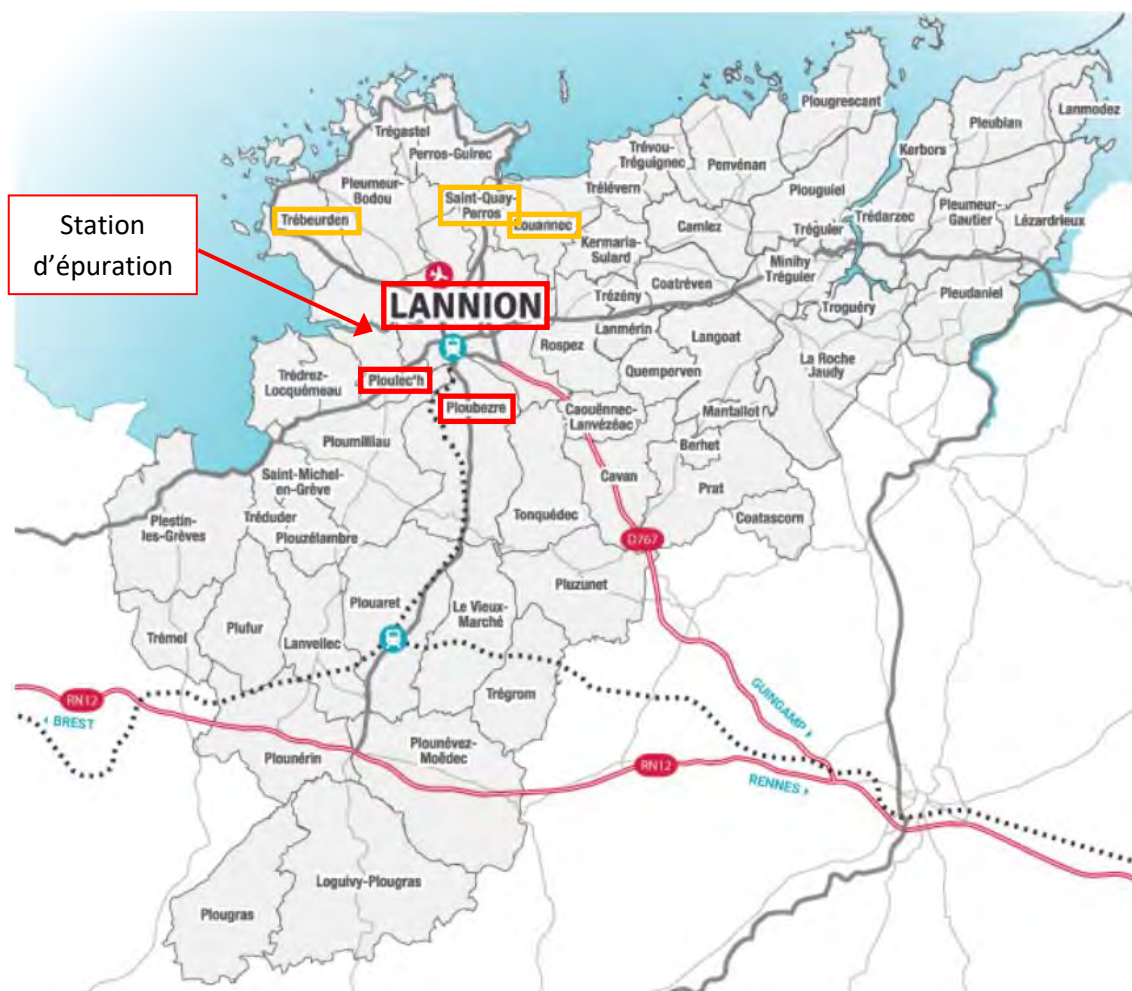 Plougrescant
Lanmodez
Pleubian
Trégastel
Perros-Guirec
Trévou-
Tréguignec
Penvénan
Kerbors
Pleumeur-
Bodou
Saint-Quay-
Perros
Trélévern
Plouguiel
Station
d'épuration
Trébeurden
Louannec
Camlez
Tréguier
Trédarzec
Pleumeur-
Gautier
Lézardrieux
Kermaria-
Sulard
Minihy
Tréguier
LANNION
Trézény
Coatréven
Troguéry
Pleudaniel
Rospez
Lanmérin
Langoat
La Roche
Jaudy
Trédrez-
Locquémeau
Ploulec'h
Quemperven
Ploubezre
Caouënnec-
Lanvézéac
Mantallot
Ploumilliau
Berhet
Saint-Michel-
en-Grève
Cavan
Prat
Plestin-
les-Grèves
Tréduder
Plouzélambre
Tonquédec
Coatascorn
D767
Pluzunet
Plouaret
Le Vieux-
Marché
Trémel
Plufur
Lanvellec
Trégrom
GUINGAMP
RN12
BREST
Plounérin
Plounévez-
Moëdec
RN12
RENNES
Loguivy-Plougras
Plougras